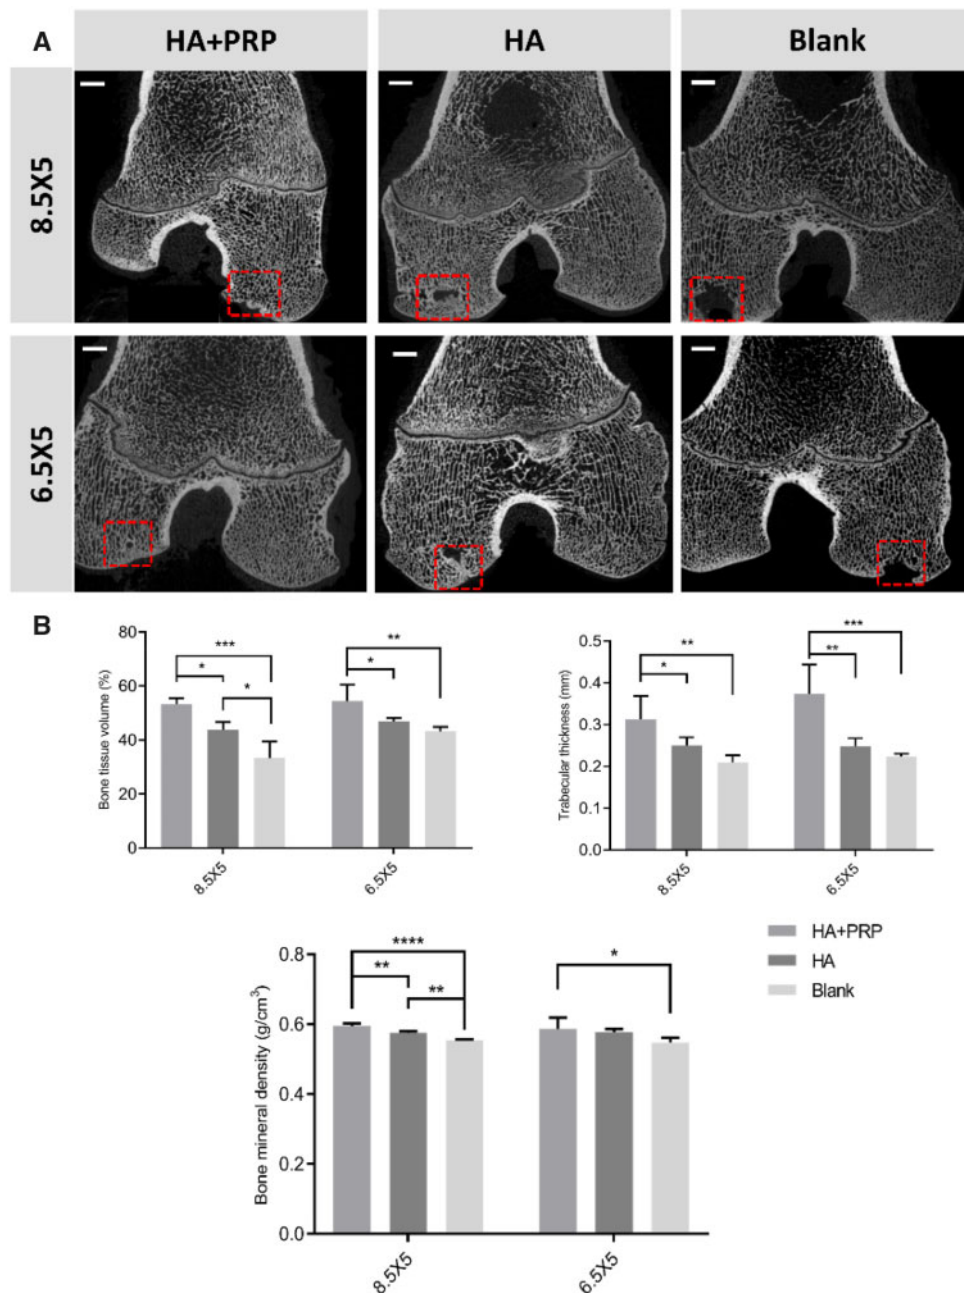 A
HA+PRP
HA
Blank
8.5X5
6.5X5
B
80
60
40
20
0
Bone tissue volume (%)
***
*
*
**
*
8.5X5
6.5X5
0.5
0.4
0.3
0.2
0.1
0.0
Trabecular thickness (mm)
**
*
***
**
8.5X5
6.5X5
0.8
0.6
0.4
0.2
0.0
Bone mineral density (g/cm³)
****
**
**
*
8.5X5
6.5X5
HA+PRP
HA
Blank